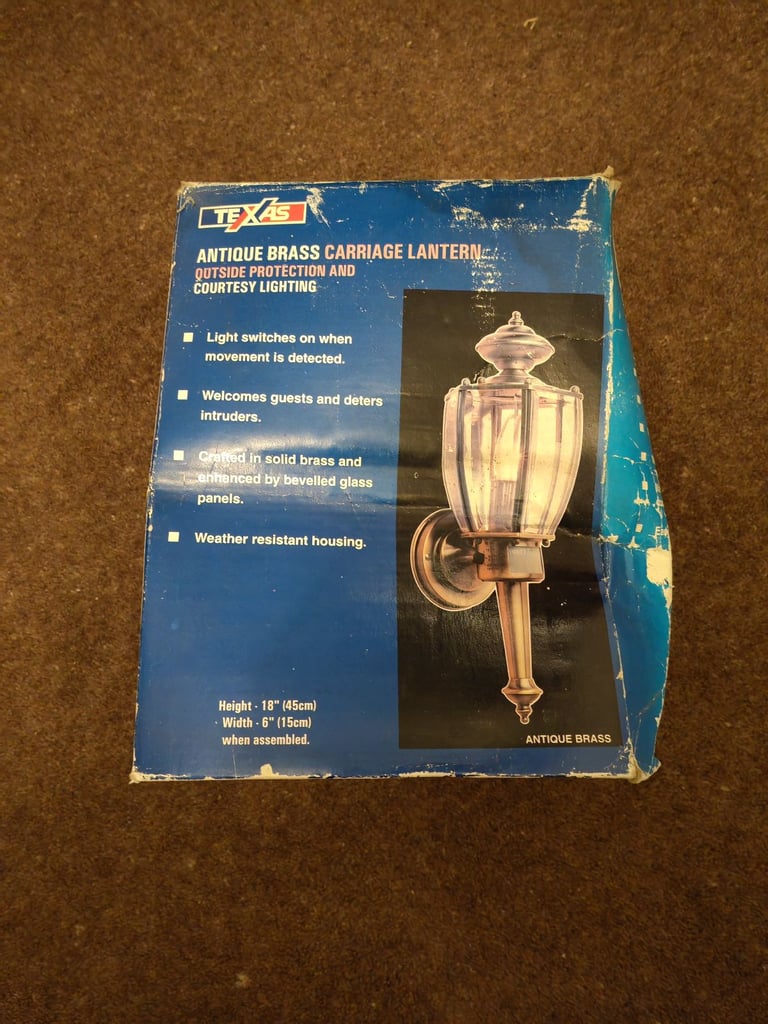 TEXAS
ANTIQUE BRASS CARRIAGE LANTERN
OUTSIDE PROTECTION AND
COURTESY LIGHTING
Light switches on when
movement is detected.
Welcomes guests and deters
intruders.
Crafted in solid brass and
enhanced by bevelled glass
panels.
Weather resistant housing.
Height - 18" (45cm)
Width - 6" (15cm)
when assembled.
ANTIQUE BRASS